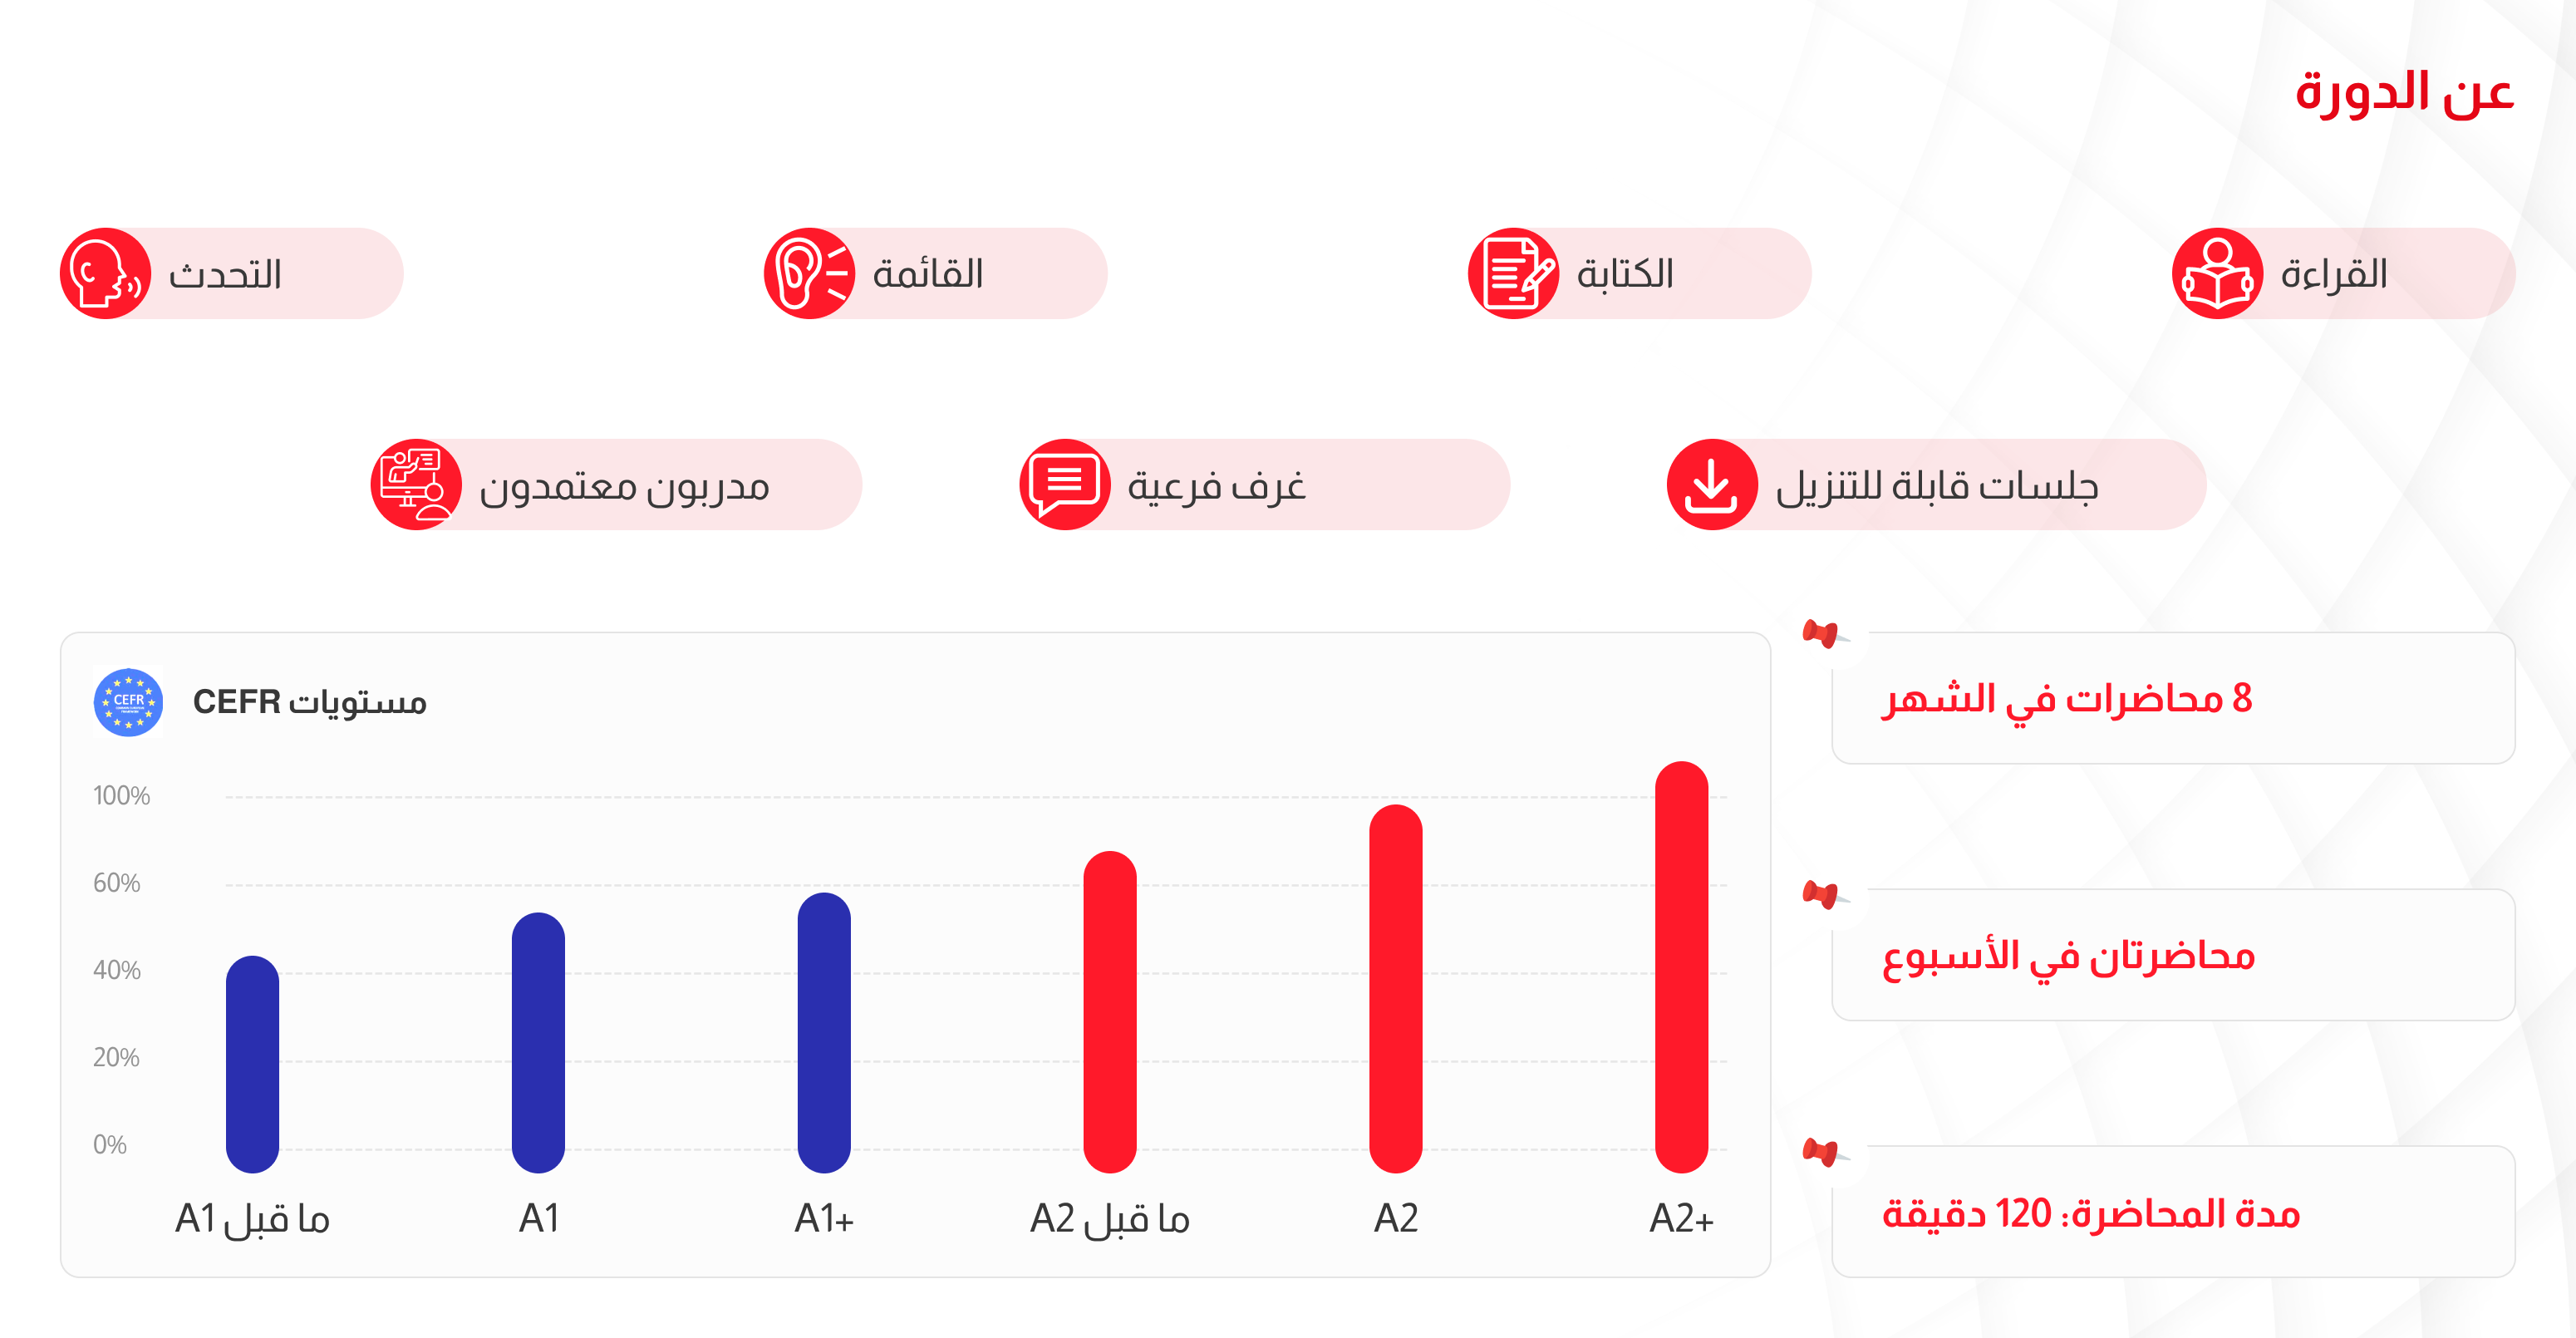 عن الدورة
القراءة
الكتابة
القائمة
التحدث
جلسات قابلة للتنزيل
غرف فرعية
مدربون معتمدون
8 محاضرات في الشهر
محاضرتان في الأسبوع
مدة المحاضرة: 120 دقيقة
CEFR
مستويات CEFR
100%
60%
40%
20%
0%
ما قبل A1
A1
A1+
ما قبل A2
A2
A2+